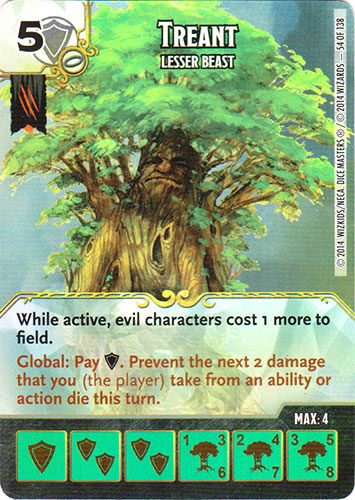 5
TREANT
LESSER BEAST
While active, evil characters cost 1 more to
field.
Global: Pay . Prevent the next 2 damage
that you (the player) take from an ability or
action die this turn.
MAX: 4
1 3 6
2 4 7
3 5 8
© 2014 WIZKIDS/NECA DICE MASTERS ® / © 2014 WIZARDS — 54 OF 138